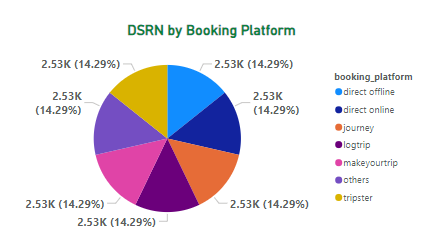 DSRN by Booking Platform
2.53K (14.29%)
2.53K (14.29%)
2.53K
(14.29%)
2.53K
(14.29%)
2.53K (14.29%)
2.53K (14.29%)
2.53K (14.29%)
booking_platform
direct offline
direct online
journey
logtrip
makeyourtrip
others
tripster